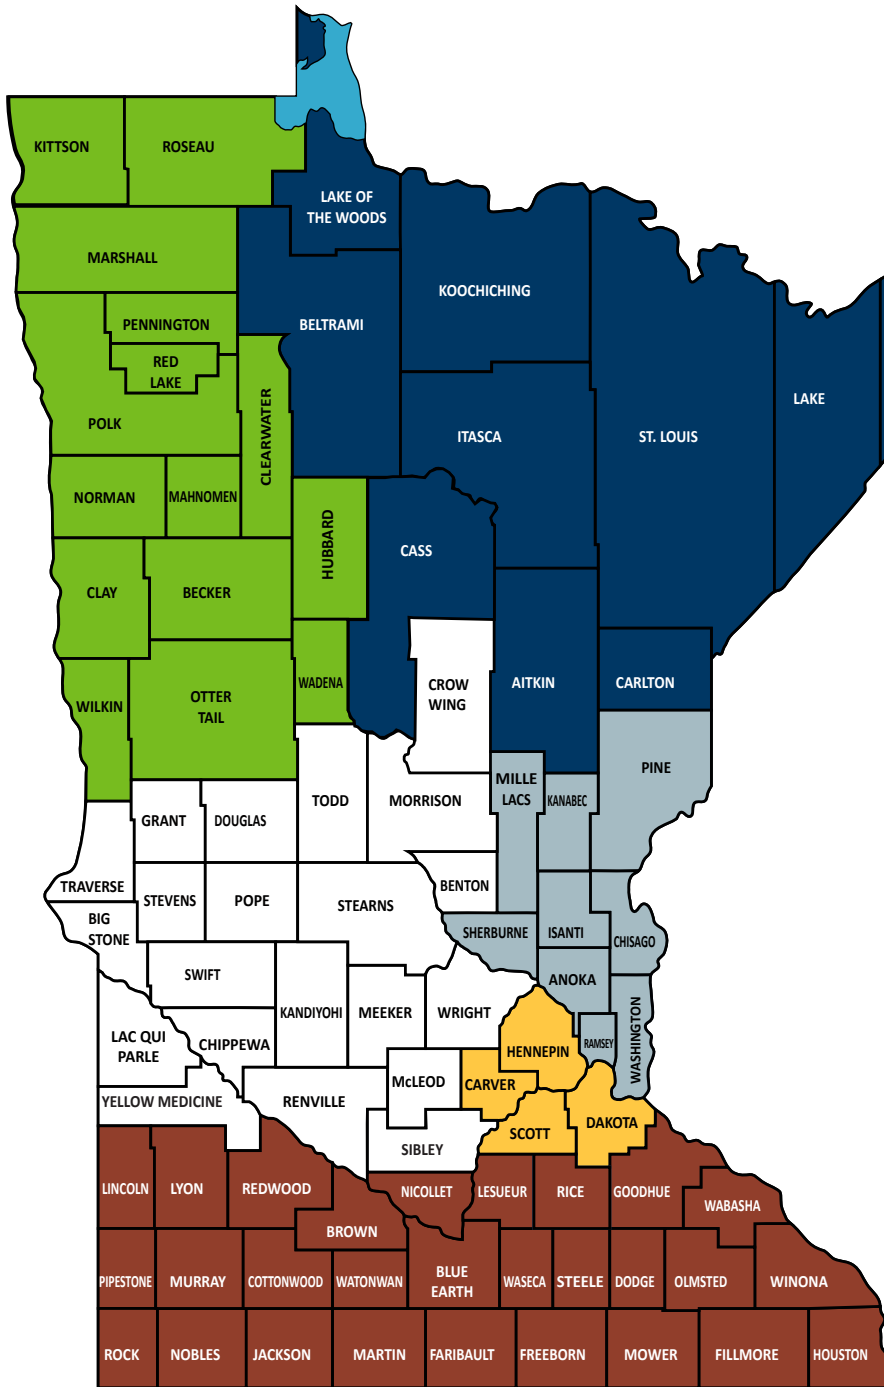 KITTSON
ROSEAU
LAKE OF
THE WOODS
MARSHALL
KOOCHICHING
PENNINGTON
BELTRAMI
RED
LAKE
LAKE
POLK
CLEARWATER
ITASCA
ST. LOUIS
NORMAN
MAHNOMEN
HUBBARD
CASS
CLAY
BECKER
WADENA
CROW
WING
AITKIN
CARLTON
WILKIN
OTTER
TAIL
PINE
MILLE
LACS
KANABEC
TODD
MORRISON
GRANT
DOUGLAS
TRAVERSE
BENTON
STEVENS
POPE
STEARNS
BIG
STONE
SHERBURNE
ISANTI
CHISAGO
SWIFT
ANOKA
KANDIYOHI
MEEKER
WRIGHT
WASHINGTON
LAC QUI
PARLE
CHIPPEWA
HENNEPIN
RAMSEY
McLEOD
CARVER
YELLOW MEDICINE
RENVILLE
DAKOTA
SCOTT
SIBLEY
LINCOLN
LYON
REDWOOD
NICOLLET
LESUEUR
RICE
GOODHUE
WABASHA
BROWN
PIPESTONE
MURRAY
COTTONWOOD
WATONWAN
BLUE
EARTH
WASECA
STEELE
DODGE
OLMSTED
WINONA
ROCK
NOBLES
JACKSON
MARTIN
FARIBAULT
FREEBORN
MOWER
FILLMORE
HOUSTON